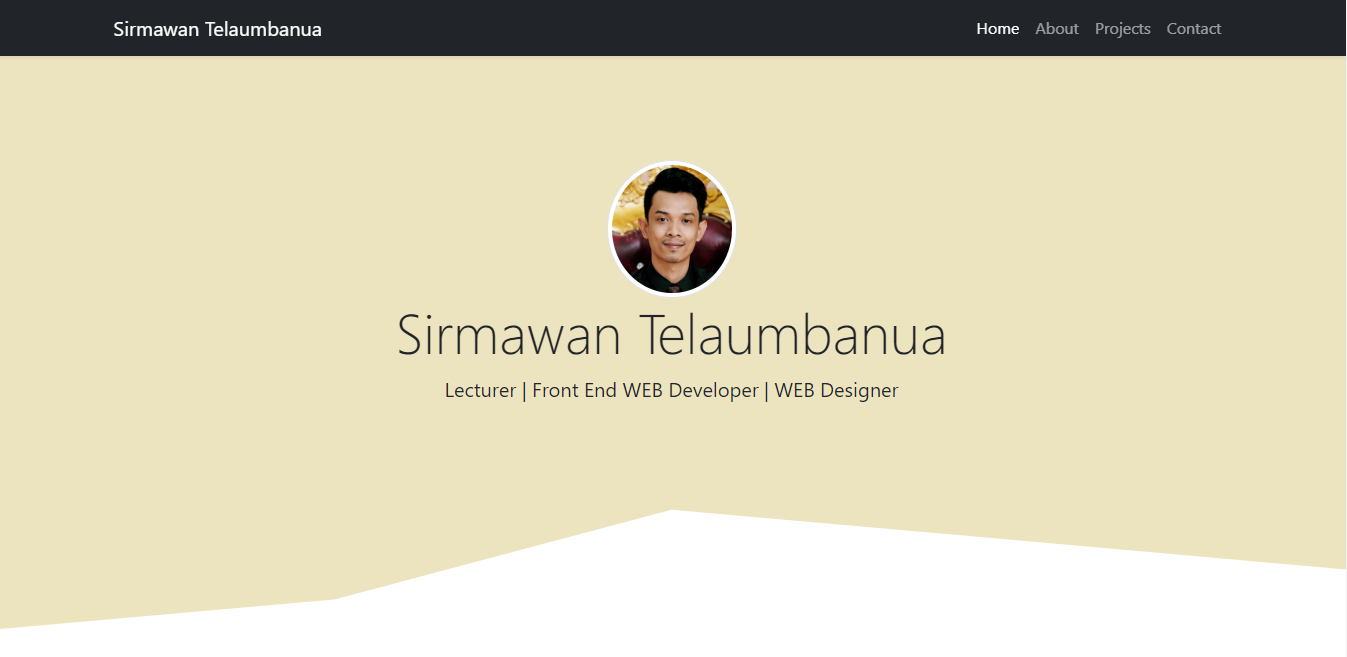 Sirmawan Telaumbanua
Home About Projects Contact
Sirmawan Telaumbanua
Lecturer | Front End WEB Developer | WEB Designer